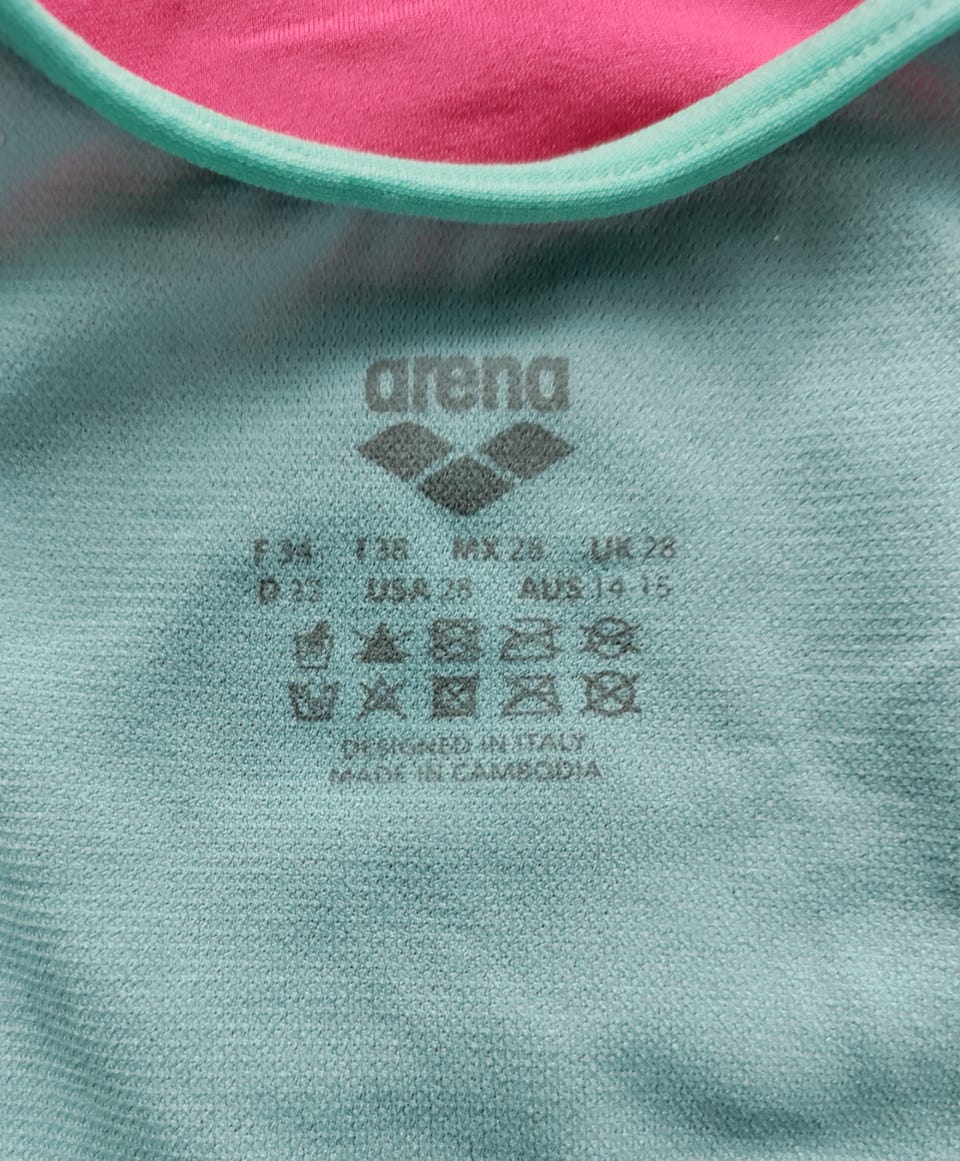 arena
F 34 I 38 MX 28 UK 28
D 32 USA 28 AUS 14-15
DESIGNED IN ITALY
MADE IN CAMBODIA